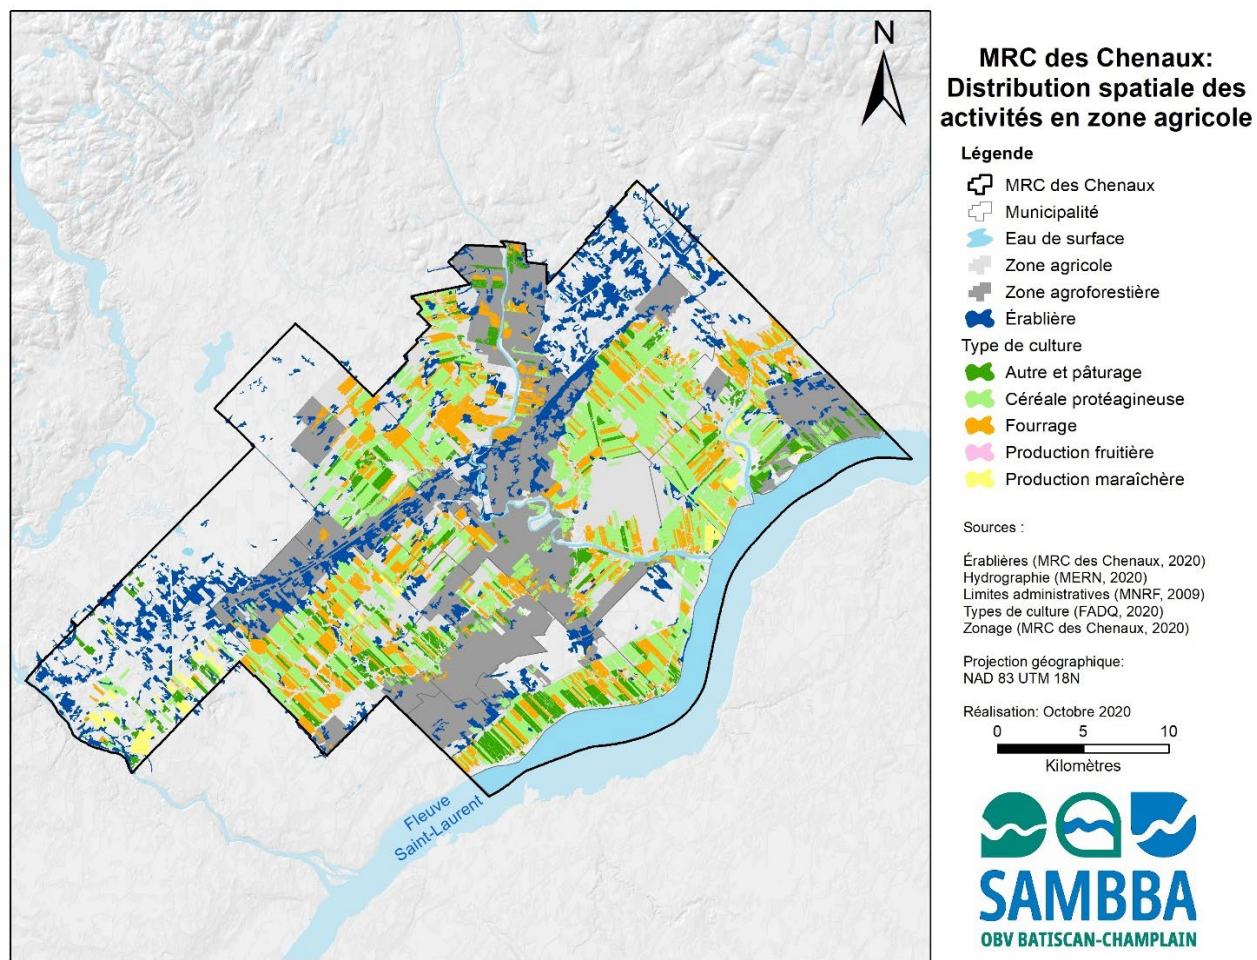 N
Fleuve
Saint-Laurent
MRC des Chenaux:
Distribution spatiale des
activités en zone agricole
Légende
MRC des Chenaux
Municipalité
Eau de surface
Zone agricole
Zone agroforestière
Érablière
Type de culture
Autre et pâturage
Céréale protéagineuse
Fourrage
Production fruitière
Production maraîchère
Sources :
Érablières (MRC des Chenaux, 2020)
Hydrographie (MERN, 2020)
Limites administratives (MNRF, 2009)
Types de culture (FADQ, 2020)
Zonage (MRC des Chenaux, 2020)
Projection géographique:
NAD 83 UTM 18N
Réalisation: Octobre 2020
0 5 10
Kilomètres
SAMBBA
OBV BATISCAN-CHAMPLAIN